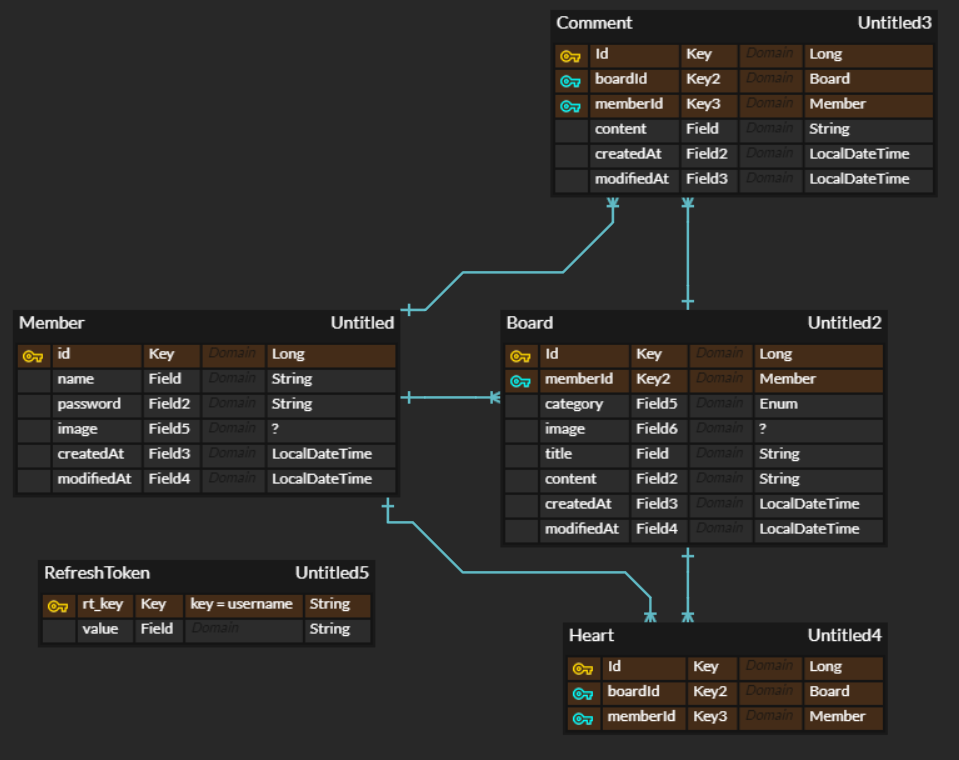 Comment Untitled3
Id Key Domain Long
boardId Key2 Domain Board
memberId Key3 Domain Member
content Field Domain String
createdAt Field2 Domain LocalDateTime
modifiedAt Field3 Domain LocalDateTime
Member Untitled
id Key Domain Long
name Field Domain String
password Field2 Domain String
image Field5 Domain ?
createdAt Field3 Domain LocalDateTime
modifiedAt Field4 Domain LocalDateTime
Board Untitled2
Id Key Domain Long
memberId Key2 Domain Member
category Field5 Domain Enum
image Field6 Domain ?
title Field Domain String
content Field2 Domain String
createdAt Field3 Domain LocalDateTime
modifiedAt Field4 Domain LocalDateTime
RefreshToken Untitled5
rt_key Key key = username String
value Field Domain String
Heart Untitled4
Id Key Domain Long
boardId Key2 Domain Board
memberId Key3 Domain Member